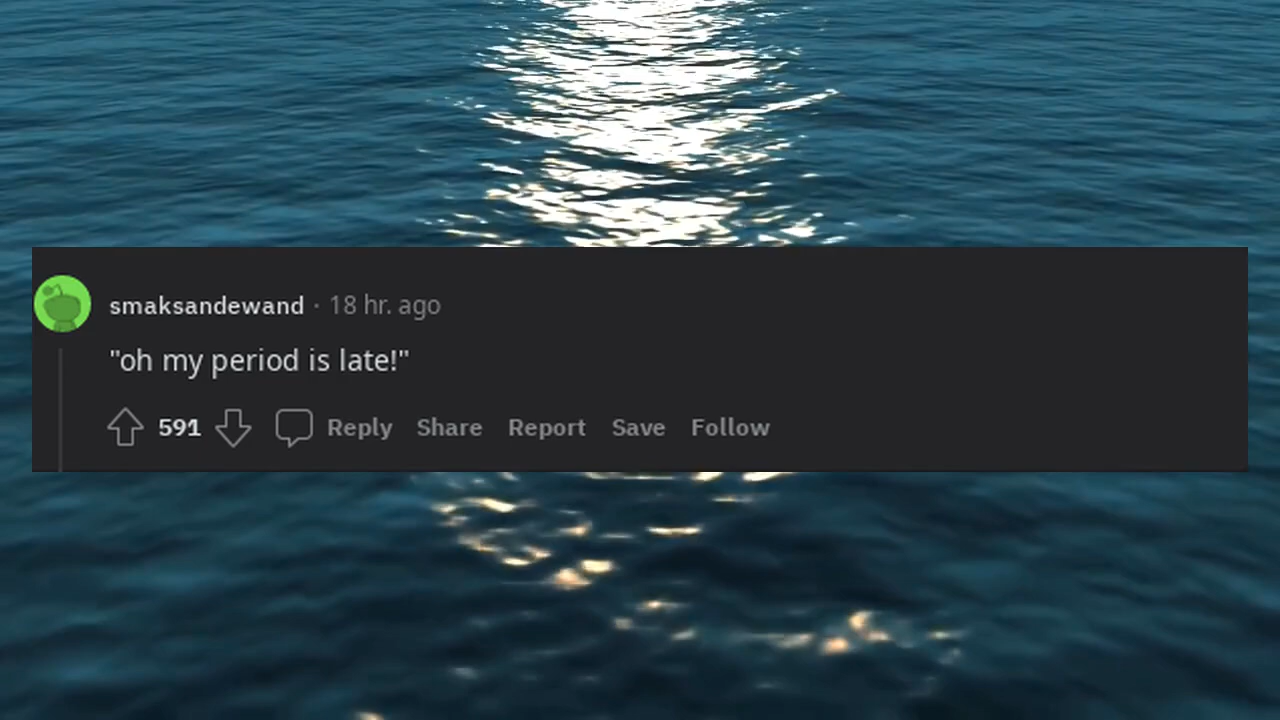 smaksandewand · 18 hr. ago
"oh my period is late!"
591 Reply Share Report Save Follow